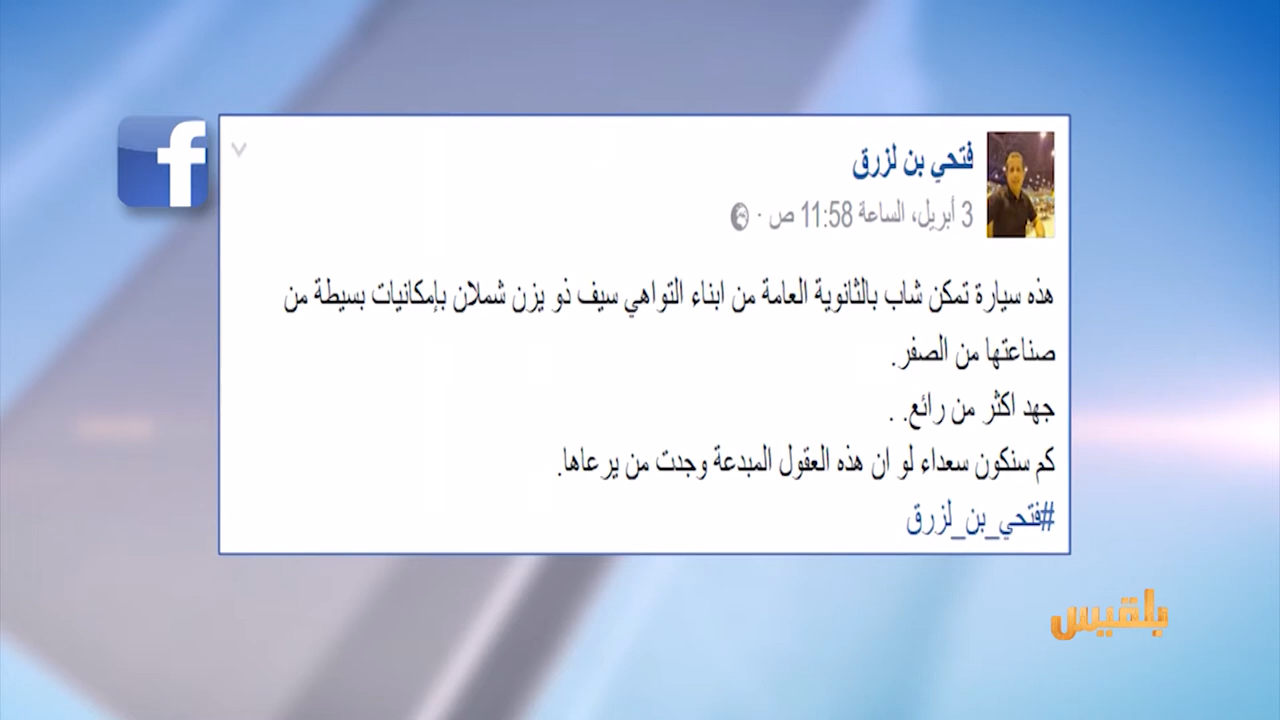 فتحي بن لزرق
3 أبريل، الساعة 11:58 ص ·
هذه سيارة تمكن شاب بالثانوية العامة من ابناء التواهي سيف ذو يزن شملان بإمكانيات بسيطة من
صناعتها من الصفر.
جهد اكثر من رائع. .
كم سنكون سعداء لو ان هذه العقول المبدعة وجدت من يرعاها.
#فتحي_بن_لزرق
بلقيس